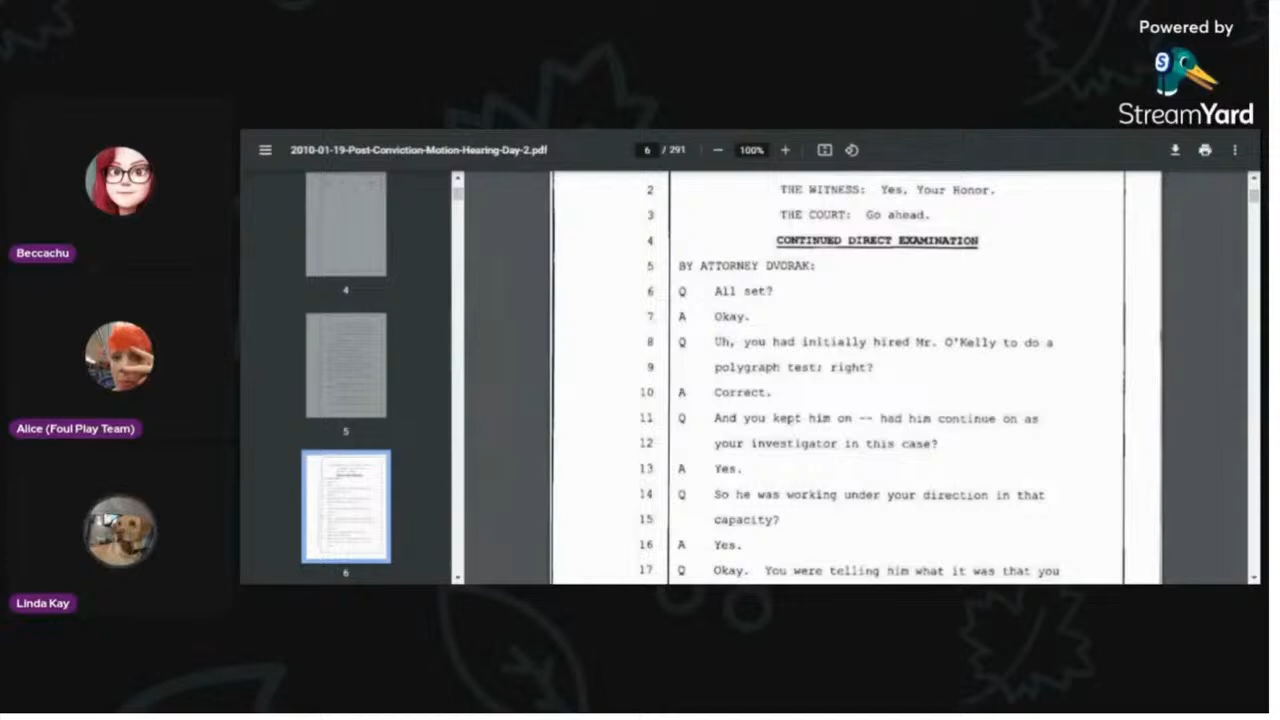 Powered by
StreamYard
2010-01-19-Post-Conviction-Motion-Hearing-Day-2.pdf
6 / 291
100%
Beccachu
Alice (Foul Play Team)
Linda Kay
4
5
6
2 THE WITNESS: Yes, Your Honor.
3 THE COURT: Go ahead.
4 CONTINUED DIRECT EXAMINATION
5 BY ATTORNEY DVORAK:
6 Q All set?
7 A Okay.
8 Q Uh, you had initially hired Mr. O'Kelly to do a
9 polygraph test; right?
10 A Correct.
11 Q And you kept him on -- had him continue on as
12 your investigator in this case?
13 A Yes.
14 Q So he was working under your direction in that
15 capacity?
16 A Yes.
17 Q Okay. You were telling him what it was that you